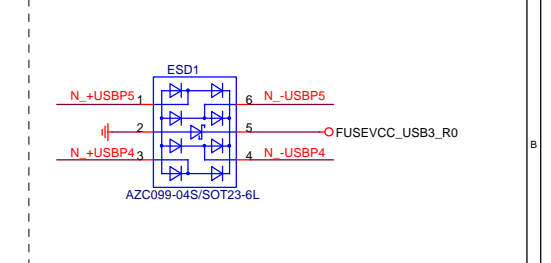 ESD1
N_+USBP5 1 6 N_-USBP5
2 5 FUSEVCC_USB3_R0
B
N_+USBP4 3 4 N_-USBP4
AZC099-04S/SOT23-6L